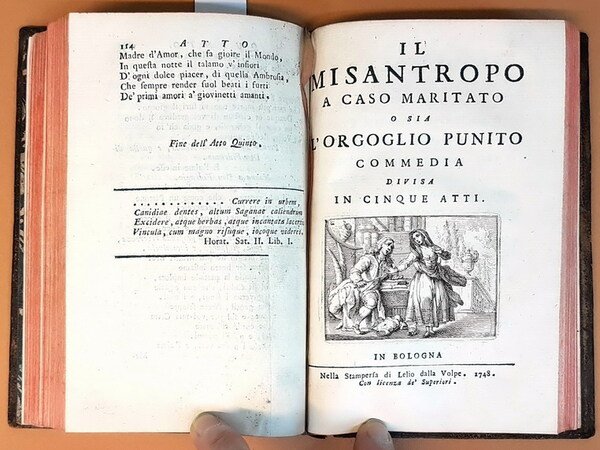 114 ATTO
Madre d'Amor, che fa gioire il Mondo,
In questa notte il talamo v'infiori
D'ogni dolce piacer, di quella Ambrosia,
Che sempre render suol beati i furti
De' primi amori a' giovinetti amanti.
Fine dell'Atto Quinto.
. . . . . . . . . . . . Currere in urbem,
Canidiae dentes, altum Saganae caliendrum
Excidere, atque herbas, atque incantata lacertis
Vincula, cum magno risuque, jocoque videres.
Horat. Sat. II. Lib. I.
IL
MISANTROPO
A CASO MARITATO
O SIA
L'ORGOGLIO PUNITO
COMMEDIA
DIVISA
IN CINQUE ATTI.
IN BOLOGNA
Nella Stamperia di Lelio dalla Volpe. 1748.
Con licenza de' Superiori.